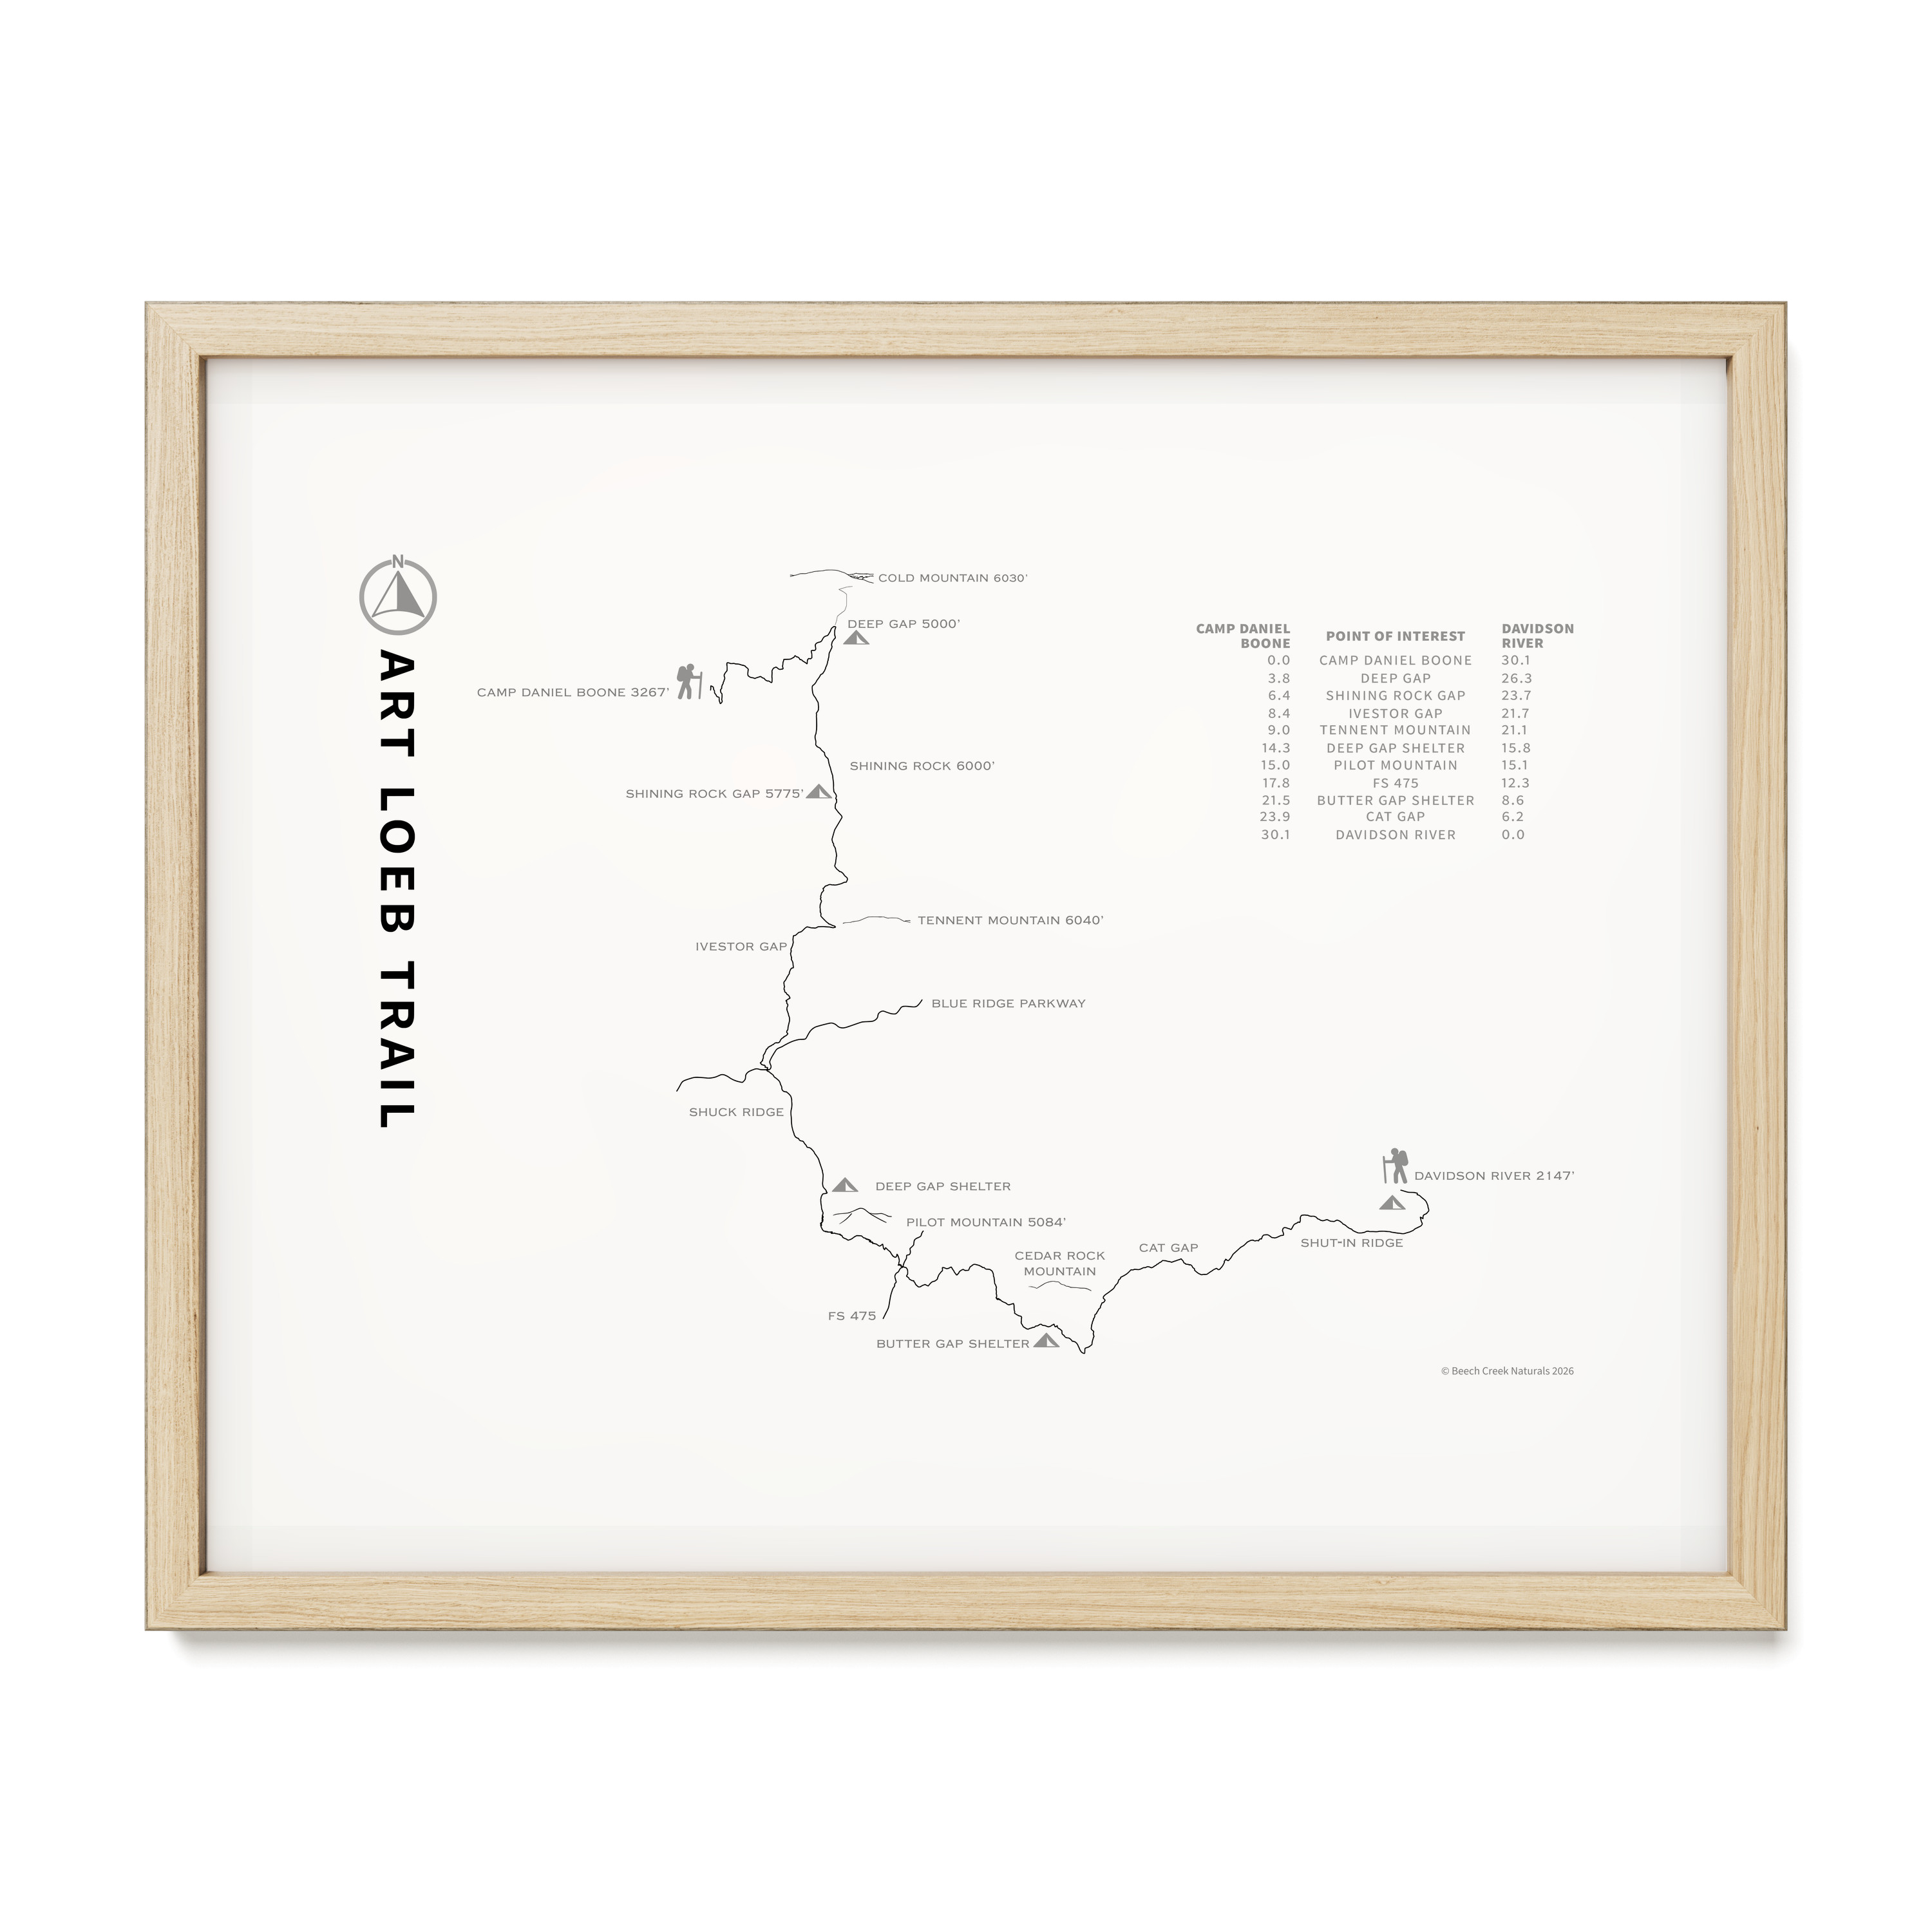 N
ART LOEB TRAIL
COLD MOUNTAIN 6030'
DEEP GAP 5000'
CAMP DANIEL BOONE 3267'
SHINING ROCK 6000'
SHINING ROCK GAP 5775'
TENNENT MOUNTAIN 6040'
IVESTOR GAP
BLUE RIDGE PARKWAY
SHUCK RIDGE
DEEP GAP SHELTER
PILOT MOUNTAIN 5084'
CEDAR ROCK
MOUNTAIN
CAT GAP
FS 475
BUTTER GAP SHELTER
SHUT-IN RIDGE
DAVIDSON RIVER 2147'
CAMP DANIEL BOONE POINT OF INTEREST DAVIDSON RIVER
0.0 CAMP DANIEL BOONE 30.1
3.8 DEEP GAP 26.3
6.4 SHINING ROCK GAP 23.7
8.4 IVESTOR GAP 21.7
9.0 TENNENT MOUNTAIN 21.1
14.3 DEEP GAP SHELTER 15.8
15.0 PILOT MOUNTAIN 15.1
17.8 FS 475 12.3
21.5 BUTTER GAP SHELTER 8.6
23.9 CAT GAP 6.2
30.1 DAVIDSON RIVER 0.0
© Beech Creek Naturals 2026